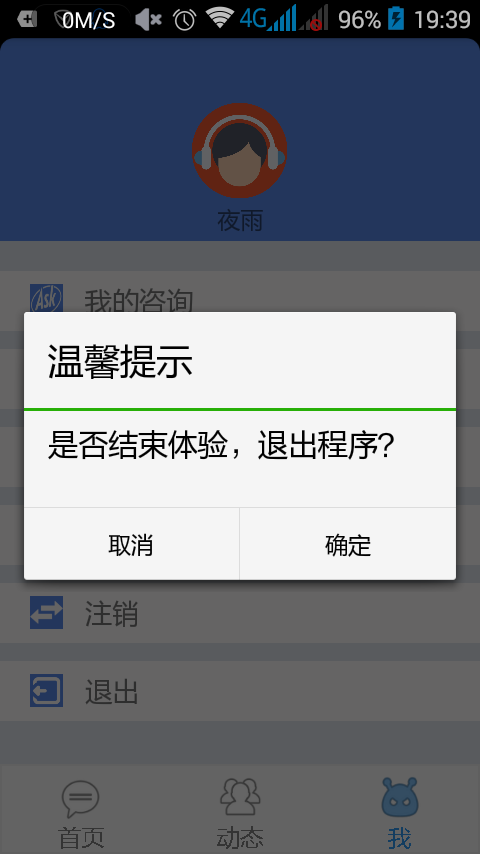 0M/S 4G 96% 19:39
夜雨
Ask 我的咨询
温馨提示
是否结束体验，退出程序?
取消 确定
注销
退出
首页 动态 我